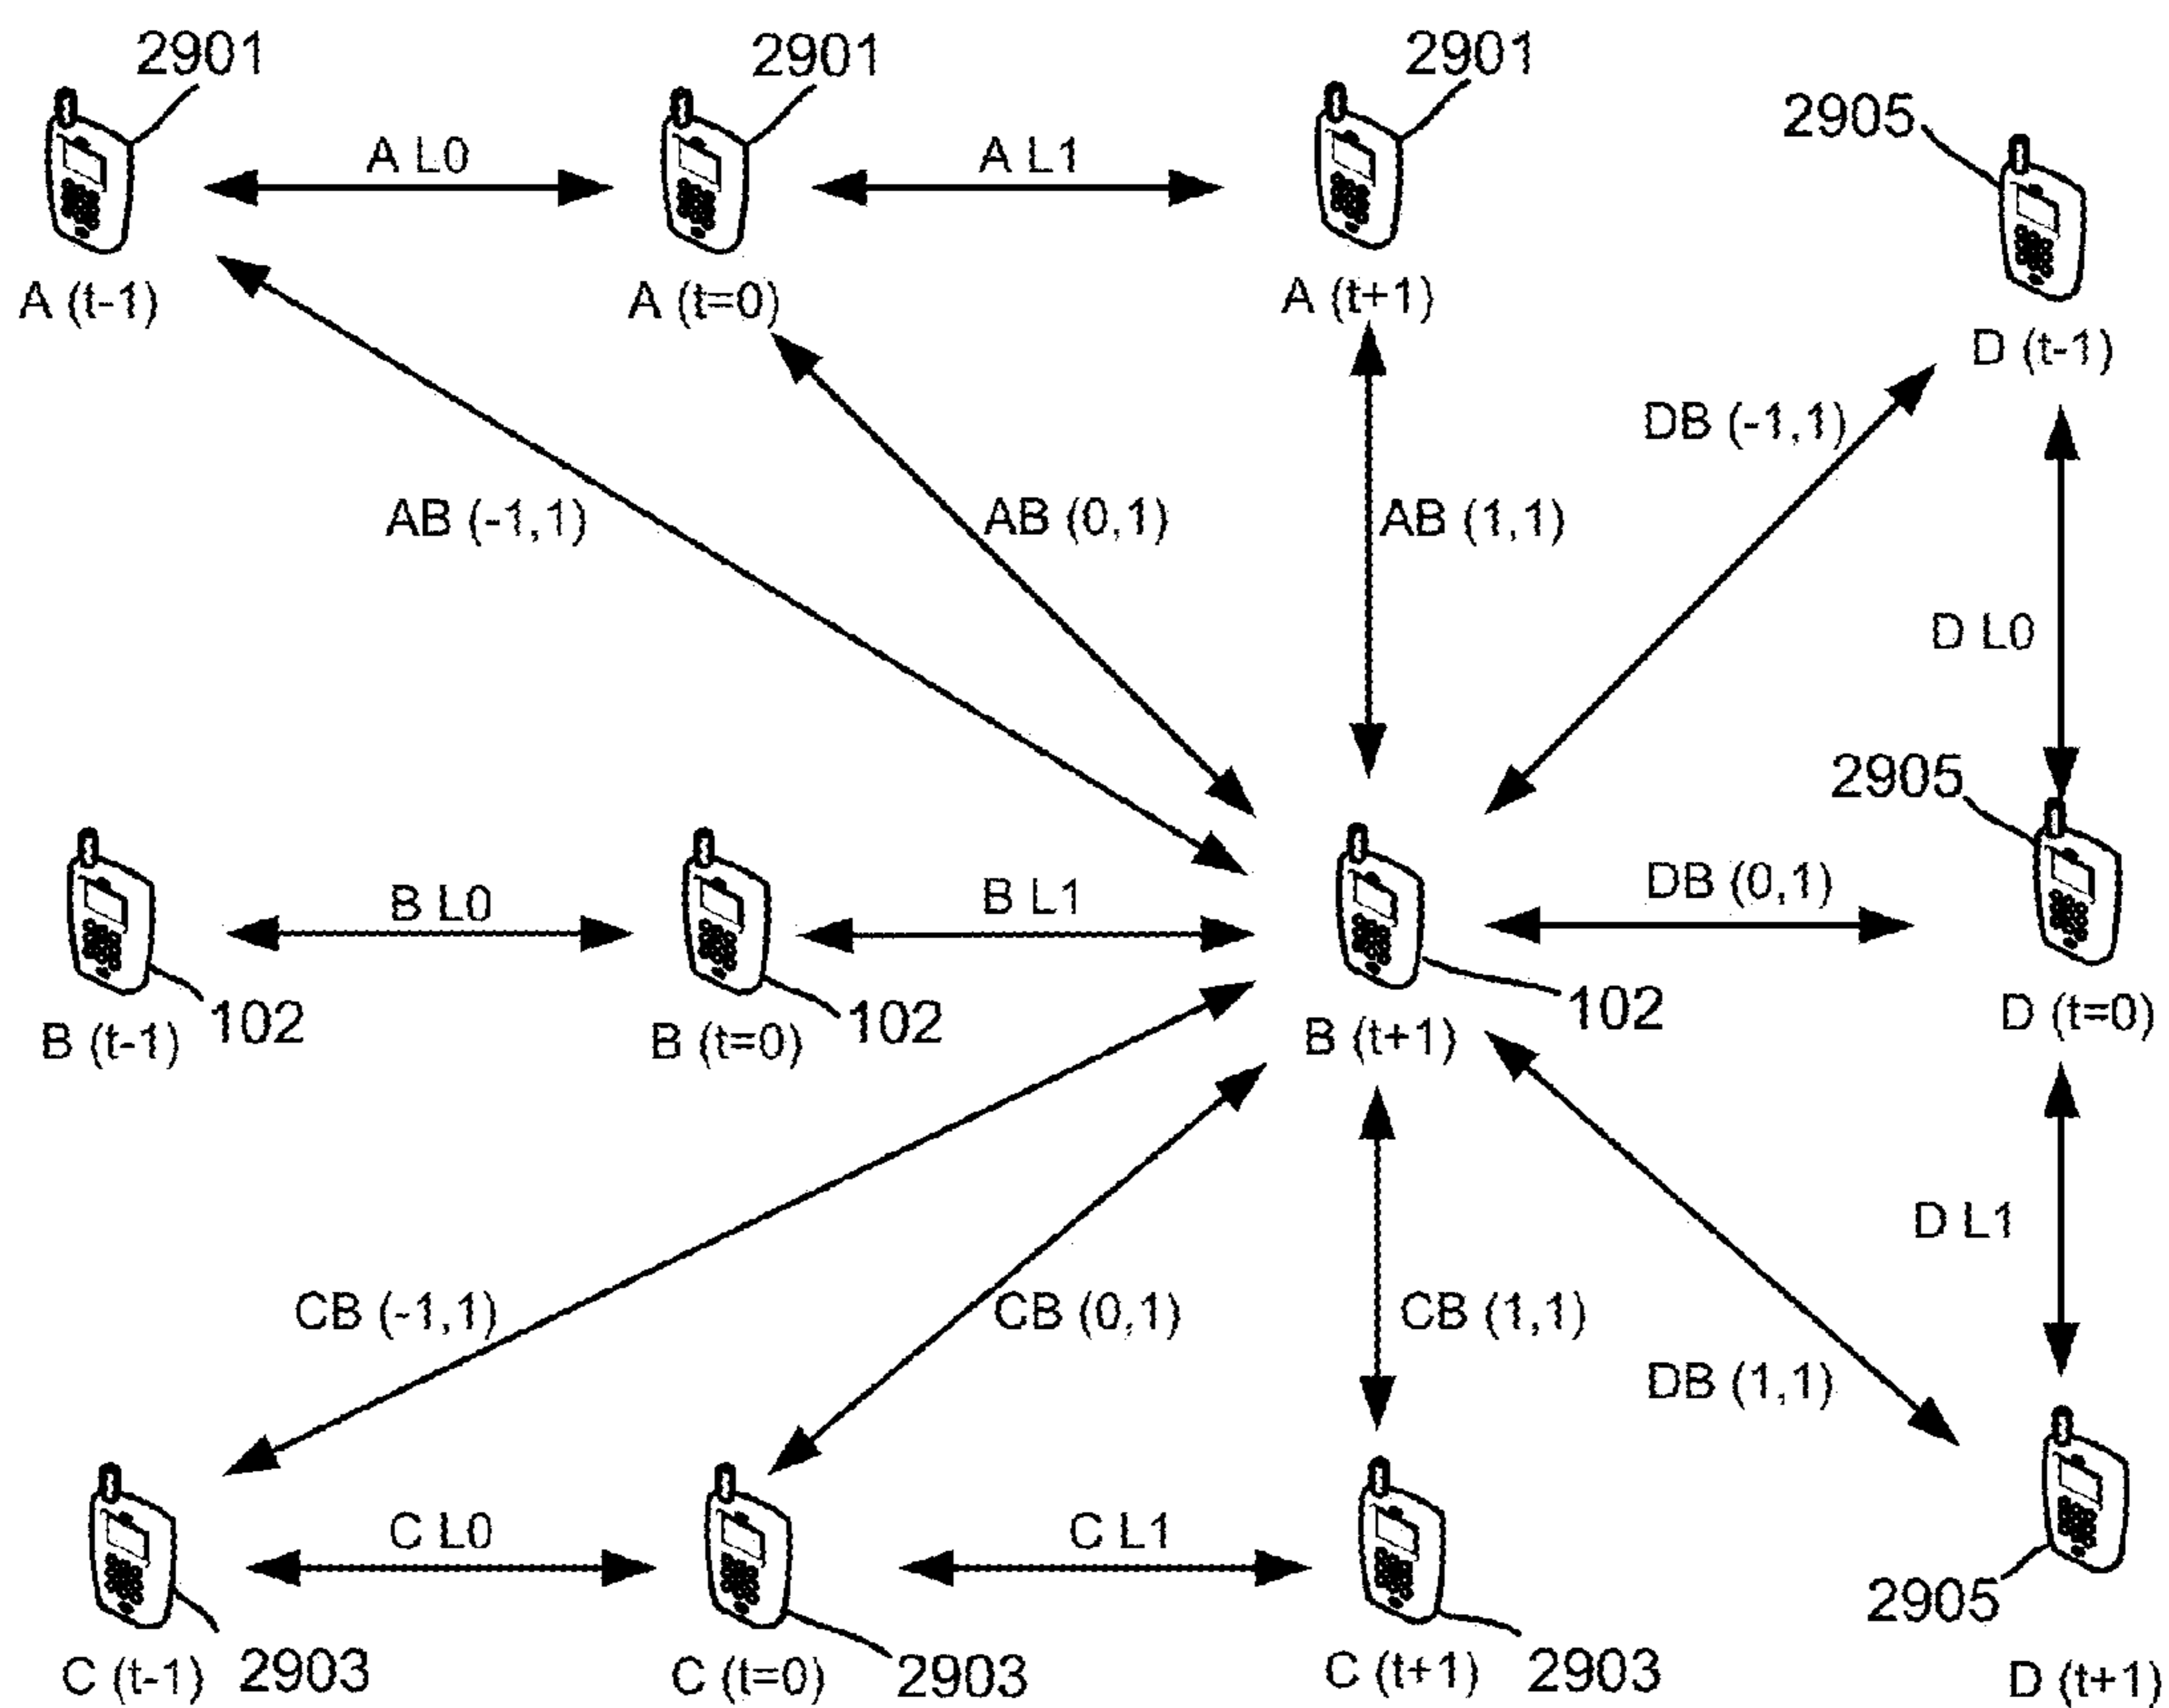 2901
2901
2901
2905
A L0
A L1
A (t-1)
A (t=0)
A (t+1)
D (t-1)
DB (-1,1)
AB (-1,1)
AB (0,1)
AB (1,1)
D L0
2905
B L0
B L1
DB (0,1)
102
102
102
B (t-1)
B (t=0)
B (t+1)
D (t=0)
D L1
CB (-1,1)
CB (0,1)
CB (1,1)
DB (1,1)
C L0
C L1
2905
C (t-1)
2903
C (t=0)
2903
C (t+1)
2903
D (t+1)